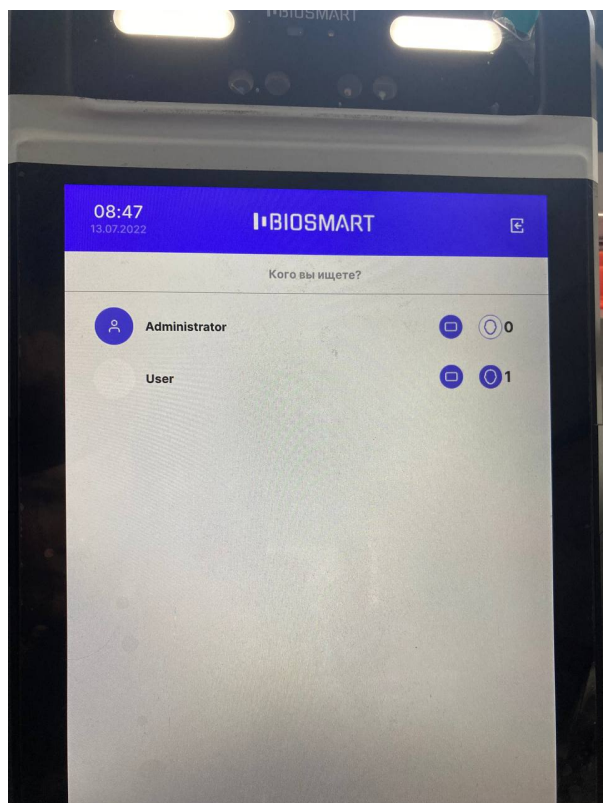 BIOSMART
08:47
13.07.2022
BIOSMART
Кого вы ищете?
Administrator
0
User
1